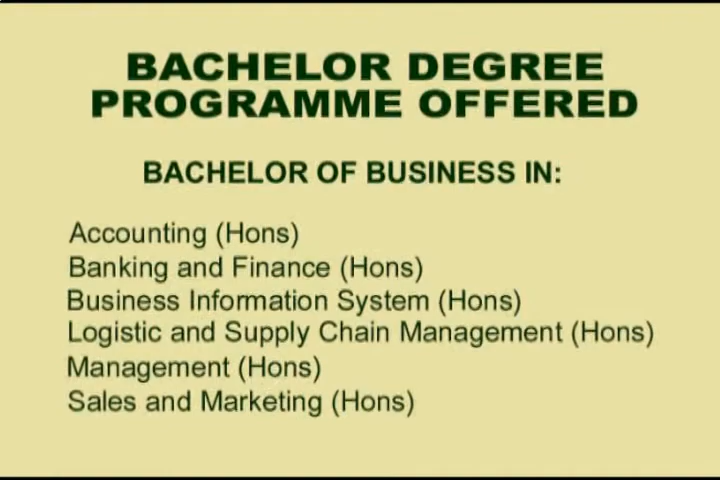 BACHELOR DEGREE
PROGRAMME OFFERED
BACHELOR OF BUSINESS IN:
Accounting (Hons)
Banking and Finance (Hons)
Business Information System (Hons)
Logistic and Supply Chain Management (Hons)
Management (Hons)
Sales and Marketing (Hons)